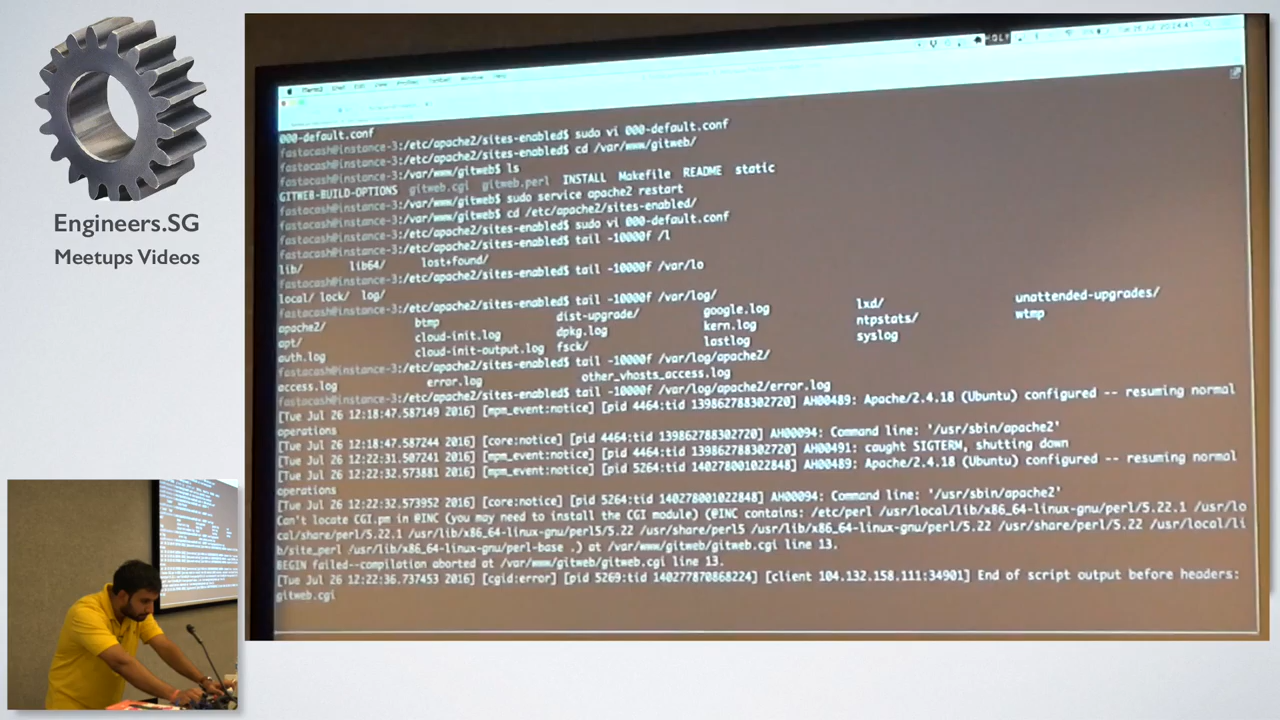 Engineers.SG
Meetups Videos
000-default.conf
fastacash@instance-3:/etc/apache2/sites-enabled$ sudo vi 000-default.conf
fastacash@instance-3:/etc/apache2/sites-enabled$ cd /var/www/gitweb/
fastacash@instance-3:/var/www/gitweb$ ls
GITWEB-BUILD-OPTIONS gitweb.cgi gitweb.perl INSTALL Makefile README static
fastacash@instance-3:/var/www/gitweb$ sudo service apache2 restart
fastacash@instance-3:/var/www/gitweb$ cd /etc/apache2/sites-enabled/
fastacash@instance-3:/etc/apache2/sites-enabled$ sudo vi 000-default.conf
fastacash@instance-3:/etc/apache2/sites-enabled$ tail -10000f /l
lib/ lib64/ lost+found/
fastacash@instance-3:/etc/apache2/sites-enabled$ tail -10000f /var/lo
local/ lock/ log/
fastacash@instance-3:/etc/apache2/sites-enabled$ tail -10000f /var/log/
apache2/ btmp dist-upgrade/ google.log lxd/ unattended-upgrades/
apt/ cloud-init.log dpkg.log kern.log ntpstats/ wtmp
auth.log cloud-init-output.log fsck/ lastlog syslog
fastacash@instance-3:/etc/apache2/sites-enabled$ tail -10000f /var/log/apache2/
access.log error.log other_vhosts_access.log
fastacash@instance-3:/etc/apache2/sites-enabled$ tail -10000f /var/log/apache2/error.log
[Tue Jul 26 12:18:47.587149 2016] [mpm_event:notice] [pid 4464:tid 139862788302720] AH00489: Apache/2.4.18 (Ubuntu) configured -- resuming normal
operations
[Tue Jul 26 12:18:47.587244 2016] [core:notice] [pid 4464:tid 139862788302720] AH00094: Command line: '/usr/sbin/apache2'
[Tue Jul 26 12:22:31.507241 2016] [mpm_event:notice] [pid 4464:tid 139862788302720] AH00491: caught SIGTERM, shutting down
[Tue Jul 26 12:22:32.573881 2016] [mpm_event:notice] [pid 5264:tid 140278001022848] AH00489: Apache/2.4.18 (Ubuntu) configured -- resuming normal
operations
[Tue Jul 26 12:22:32.573952 2016] [core:notice] [pid 5264:tid 140278001022848] AH00094: Command line: '/usr/sbin/apache2'
Can't locate CGI.pm in @INC (you may need to install the CGI module) (@INC contains: /etc/perl /usr/local/lib/x86_64-linux-gnu/perl/5.22.1 /usr/lo
cal/share/perl/5.22.1 /usr/lib/x86_64-linux-gnu/perl5/5.22 /usr/share/perl5 /usr/lib/x86_64-linux-gnu/perl/5.22 /usr/share/perl/5.22 /usr/local/li
b/site_perl /usr/lib/x86_64-linux-gnu/perl-base .) at /var/www/gitweb/gitweb.cgi line 13.
BEGIN failed--compilation aborted at /var/www/gitweb/gitweb.cgi line 13.
[Tue Jul 26 12:22:36.737453 2016] [cgid:error] [pid 5269:tid 140277870868224] [client 104.132.158.111:34901] End of script output before headers:
gitweb.cgi